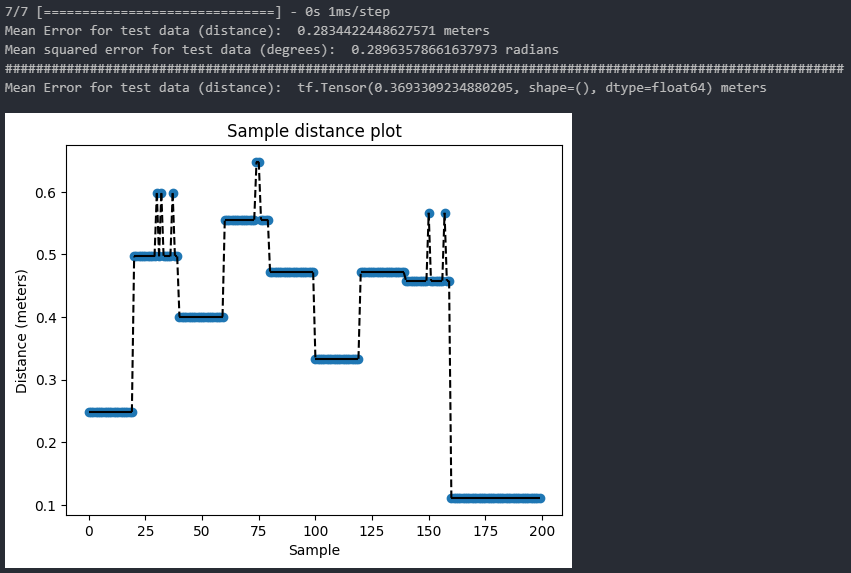 7/7 [==============================] - 0s 1ms/step
Mean Error for test data (distance):  0.2834422448627571 meters
Mean squared error for test data (degrees):  0.28963578661637973 radians
###########################################################################################################
Mean Error for test data (distance):  tf.Tensor(0.3693309234880205, shape=(), dtype=float64) meters
Sample distance plot
Distance (meters)
0.6
0.5
0.4
0.3
0.2
0.1
0 25 50 75 100 125 150 175 200
Sample